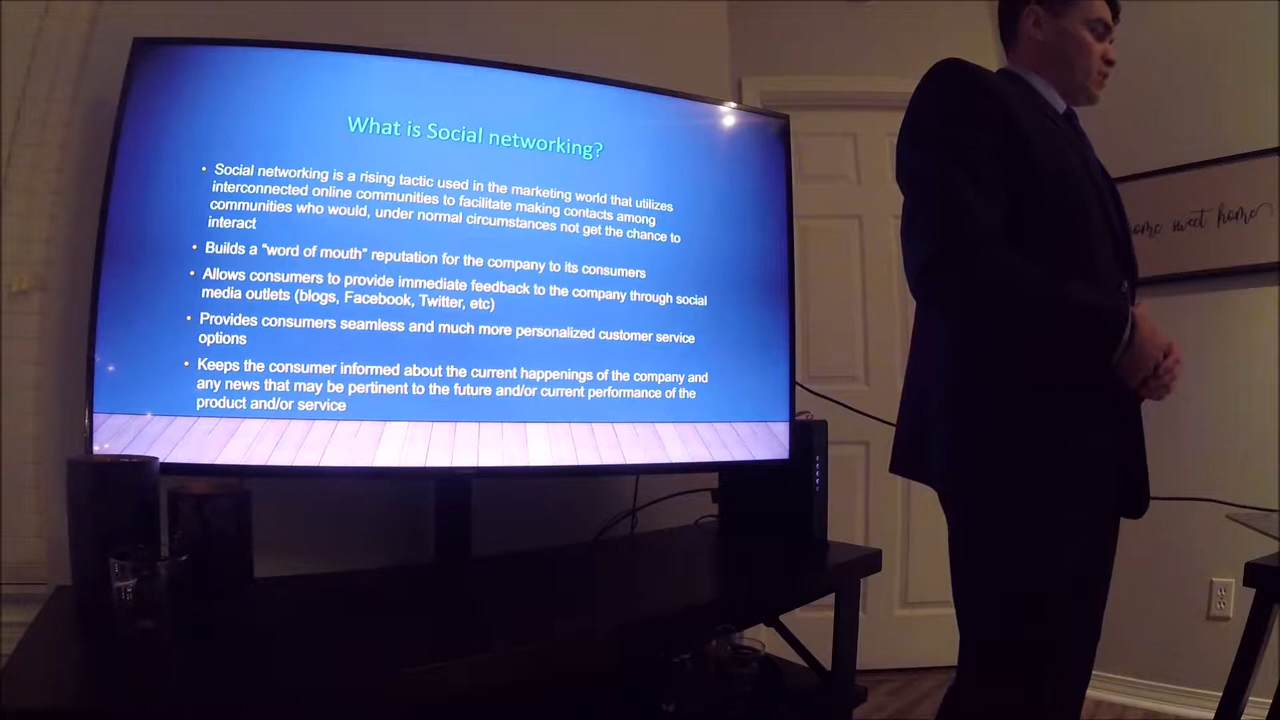 What is Social networking?
• Social networking is a rising tactic used in the marketing world that utilizes
interconnected online communities to facilitate making contacts among
communities who would, under normal circumstances not get the chance to
interact
• Builds a “word of mouth” reputation for the company to its consumers
• Allows consumers to provide immediate feedback to the company through social
media outlets (blogs, Facebook, Twitter, etc)
• Provides consumers seamless and much more personalized customer service
options
• Keeps the consumer informed about the current happenings of the company and
any news that may be pertinent to the future and/or current performance of the
product and/or service
ome sweet home